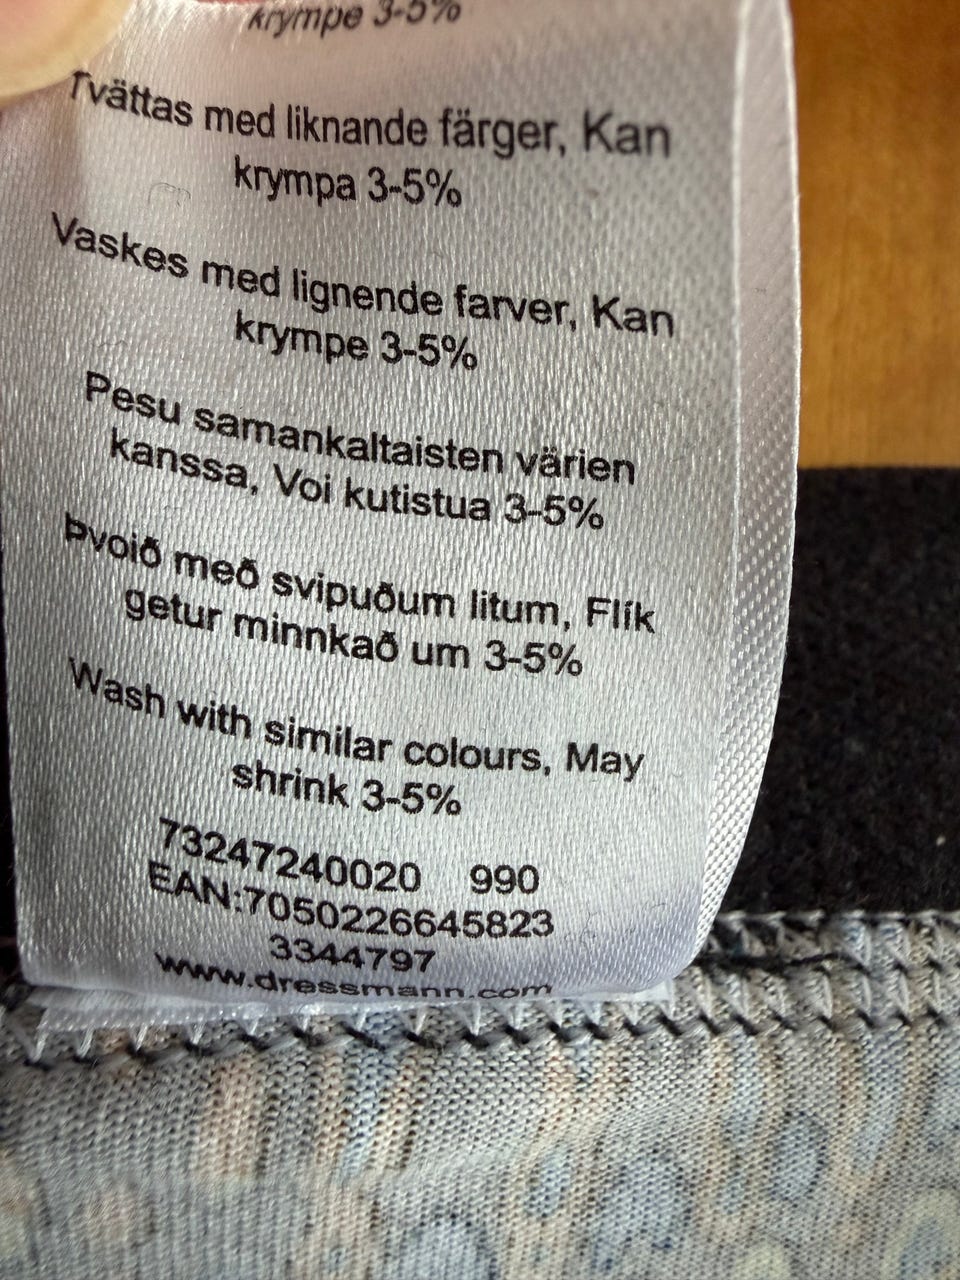 krympe 3-5%
Tvättas med liknande färger, Kan
krympa 3-5%
Vaskes med lignende farver, Kan
krympe 3-5%
Pesu samankaltaisten värien
kanssa, Voi kutistua 3-5%
Þvoið með svipuðum litum, Flík
getur minnkað um 3-5%
Wash with similar colours, May
shrink 3-5%
73247240020 990
EAN:7050226645823
3344797
www.dressmann.com